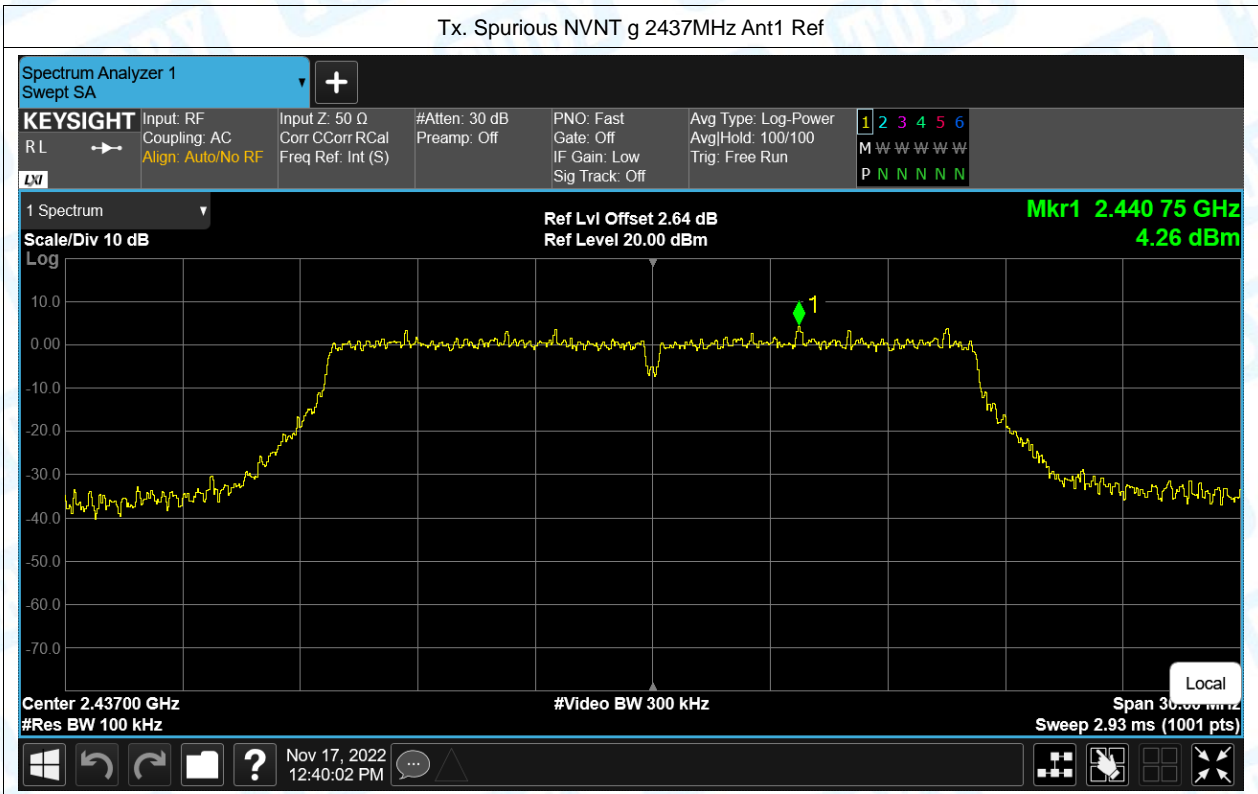 Tx. Spurious NVNT g 2437MHz Ant1 Ref
Spectrum Analyzer 1
Swept SA
KEYSIGHT
R L
LXI
Input: RF
Coupling: AC
Align: Auto/No RF
Input Z: 50 Ω
Corr CCorr RCal
Freq Ref: Int (S)
#Atten: 30 dB
Preamp: Off
PNO: Fast
Gate: Off
IF Gain: Low
Sig Track: Off
Avg Type: Log-Power
Avg|Hold: 100/100
Trig: Free Run
1 2 3 4 5 6
M W W W W W
P N N N N N
1 Spectrum
Scale/Div 10 dB
Log
Ref Lvl Offset 2.64 dB
Ref Level 20.00 dBm
Mkr1 2.440 75 GHz
4.26 dBm
1
10.0
0.00
-10.0
-20.0
-30.0
-40.0
-50.0
-60.0
-70.0
Local
Center 2.43700 GHz
#Video BW 300 kHz
Span 30.00 MHz
#Res BW 100 kHz
Sweep 2.93 ms (1001 pts)
Nov 17, 2022
12:40:02 PM